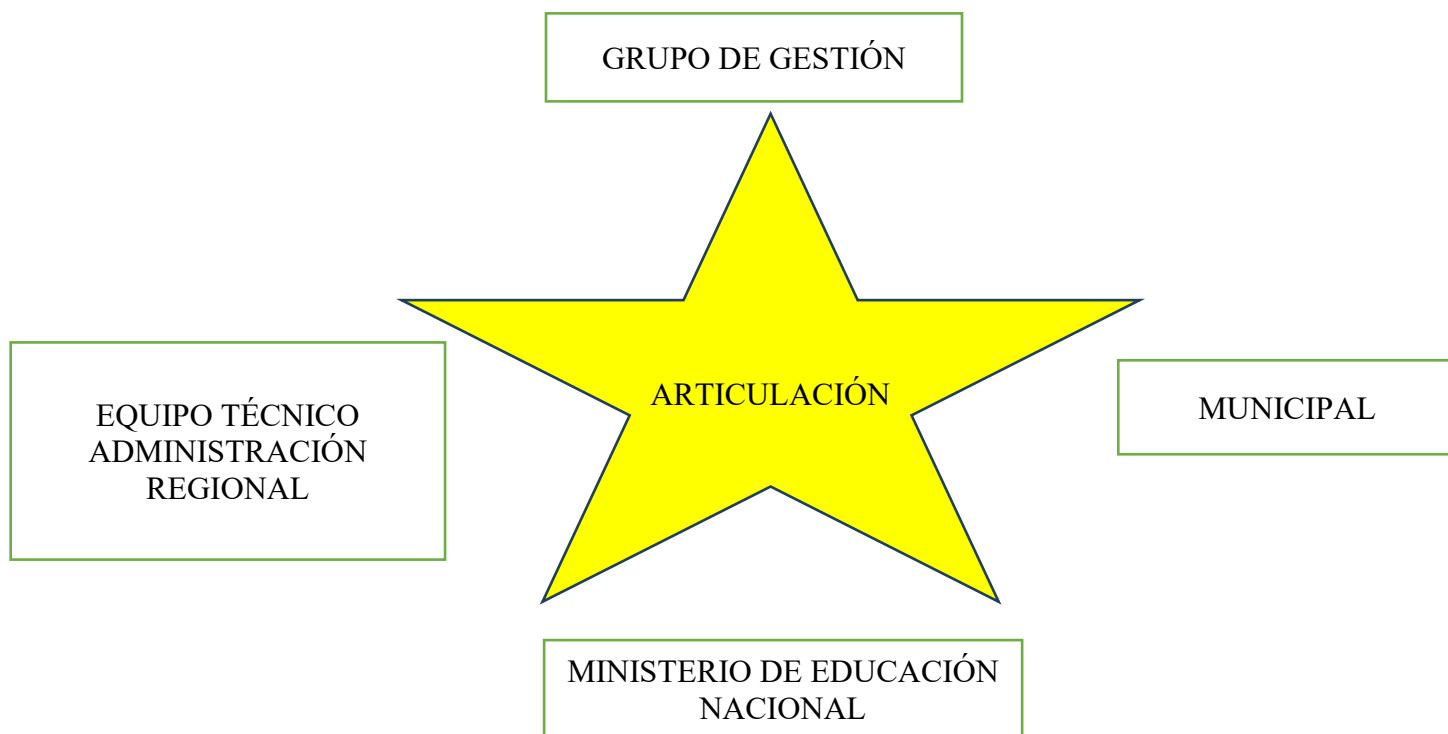 GRUPO DE GESTIÓN
ARTICULACIÓN
EQUIPO TÉCNICO
ADMINISTRACIÓN
REGIONAL
MUNICIPAL
MINISTERIO DE EDUCACIÓN
NACIONAL